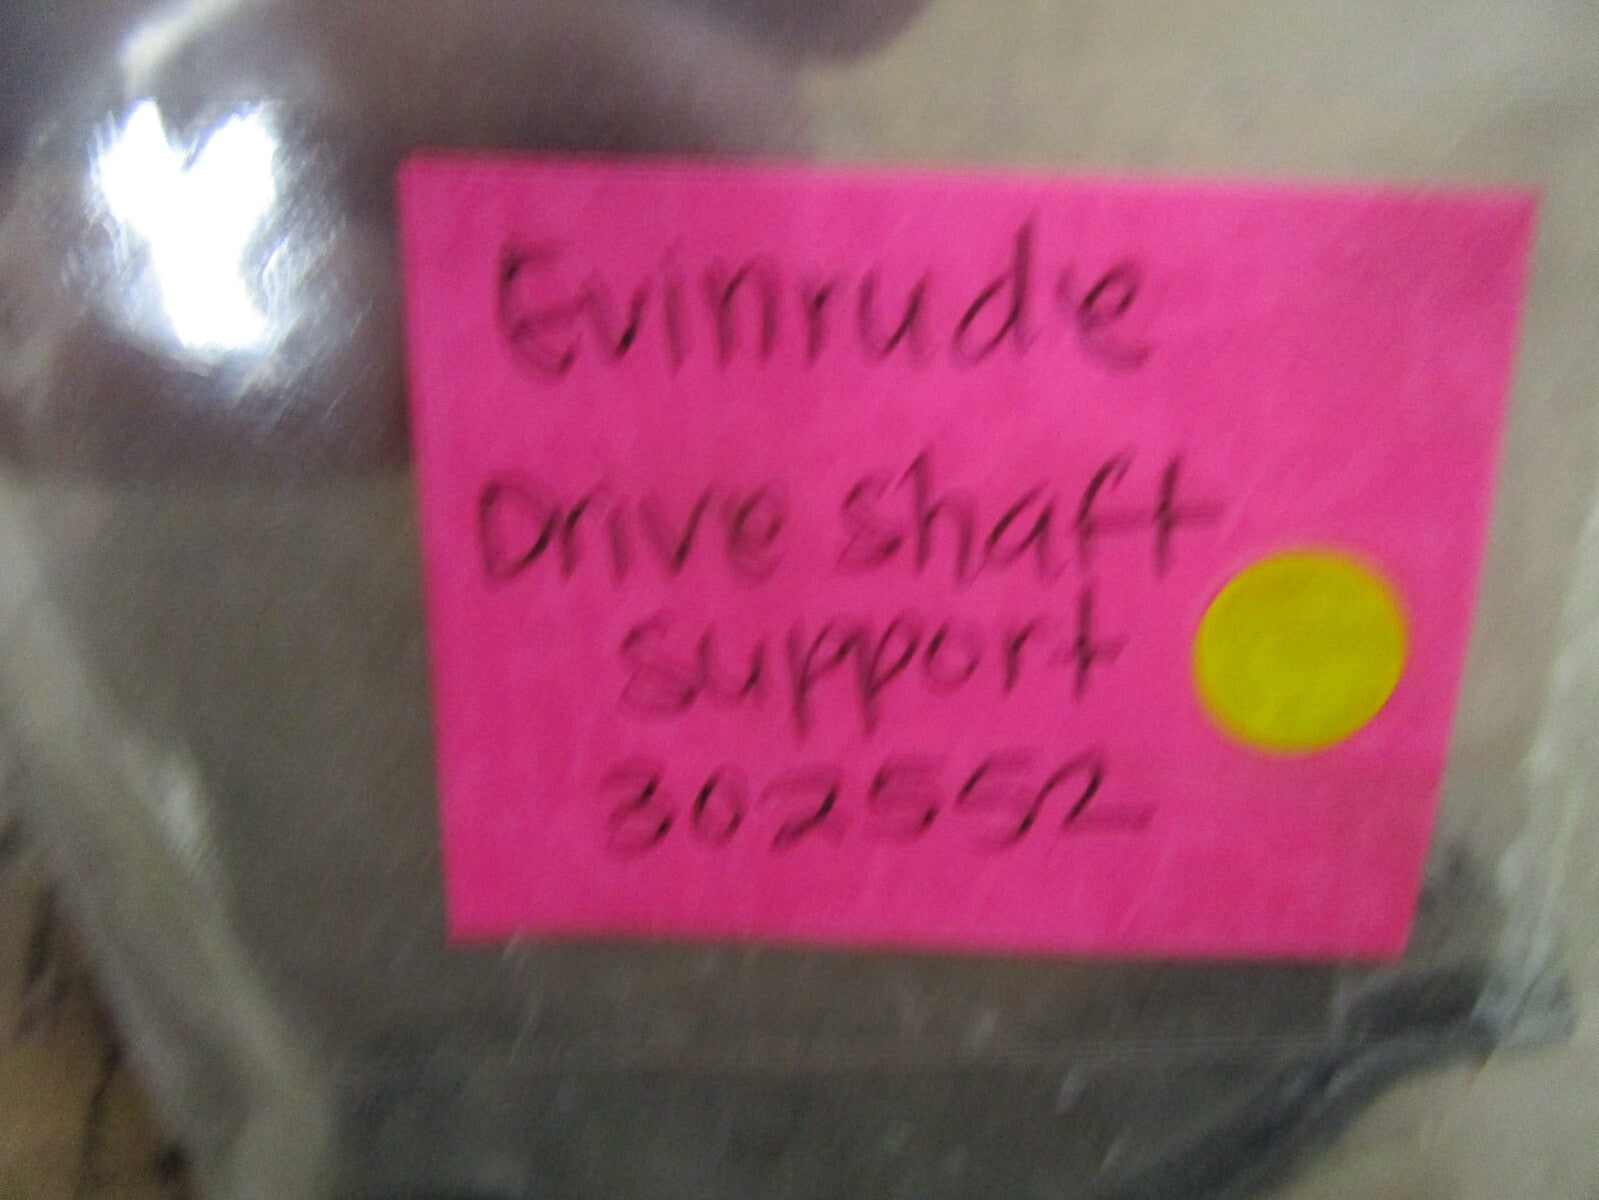 Evinrude
Drive shaft
support
302552